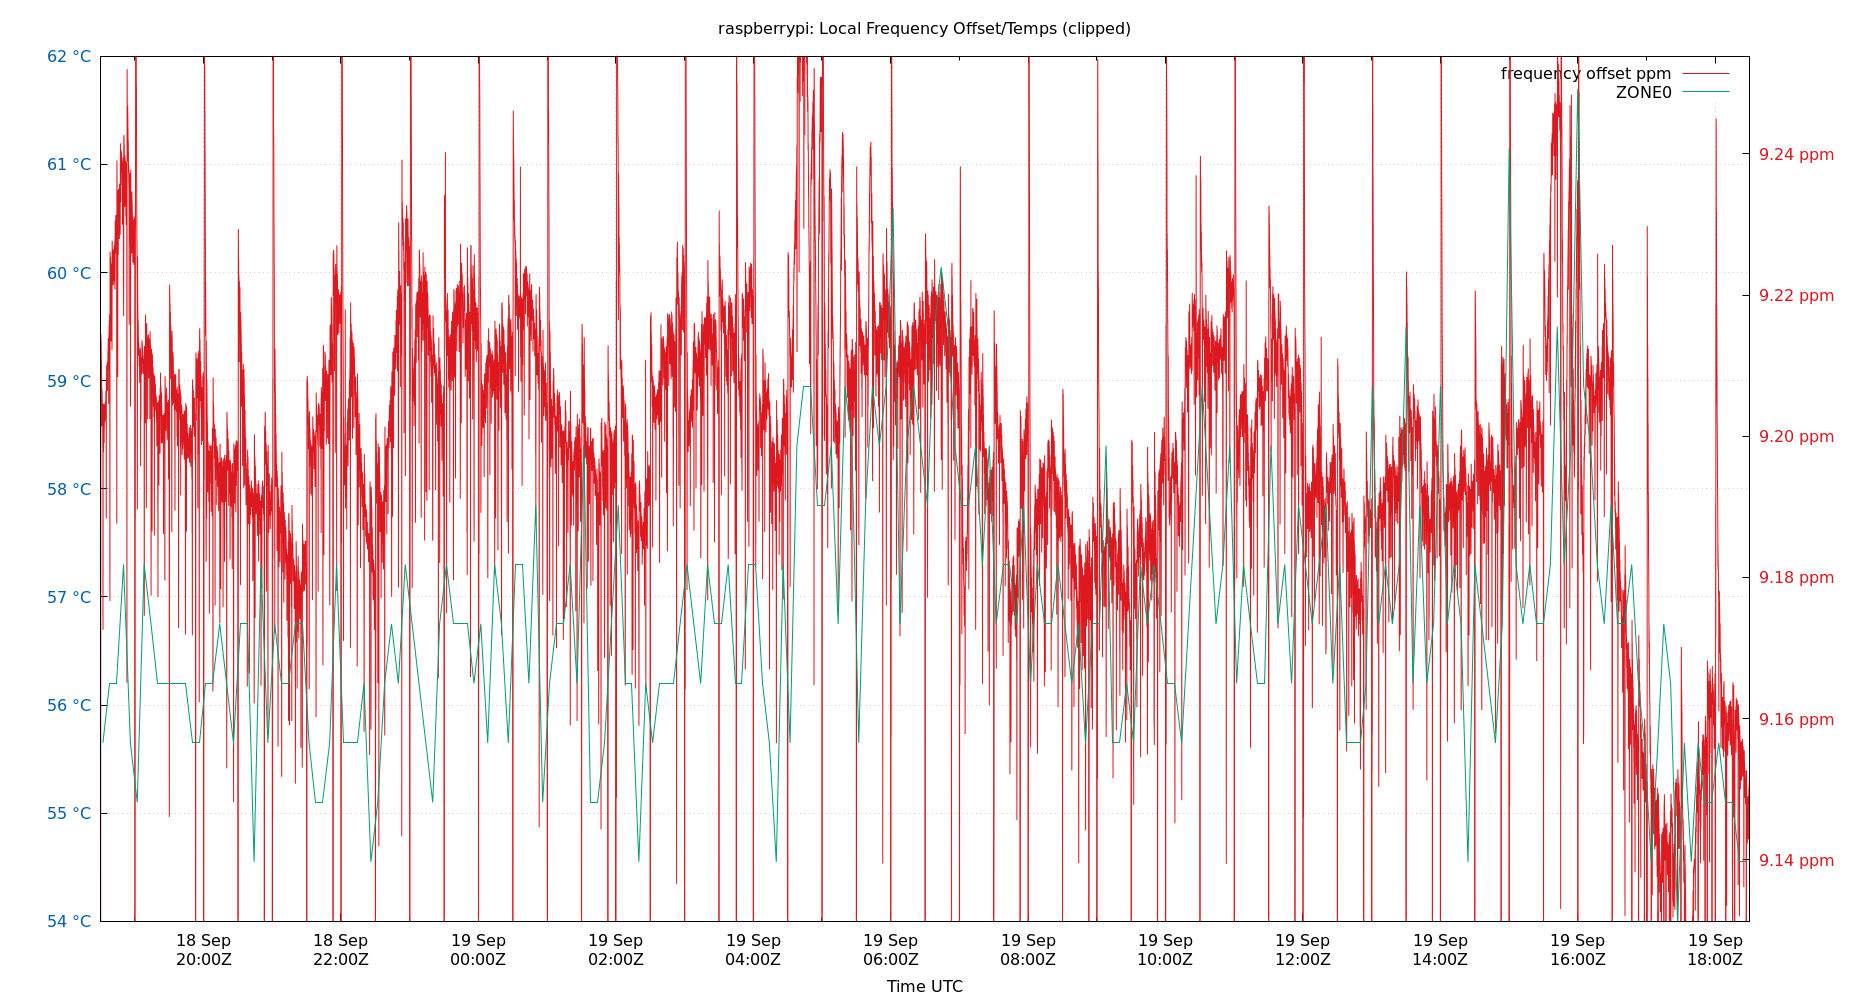 raspberrypi: Local Frequency Offset/Temps (clipped)
frequency offset ppm
ZONE0
62 °C
61 °C
60 °C
59 °C
58 °C
57 °C
56 °C
55 °C
54 °C
9.24 ppm
9.22 ppm
9.20 ppm
9.18 ppm
9.16 ppm
9.14 ppm
18 Sep 18 Sep 19 Sep 19 Sep 19 Sep 19 Sep 19 Sep 19 Sep 19 Sep 19 Sep 19 Sep 19 Sep
20:00Z 22:00Z 00:00Z 02:00Z 04:00Z 06:00Z 08:00Z 10:00Z 12:00Z 14:00Z 16:00Z 18:00Z
Time UTC